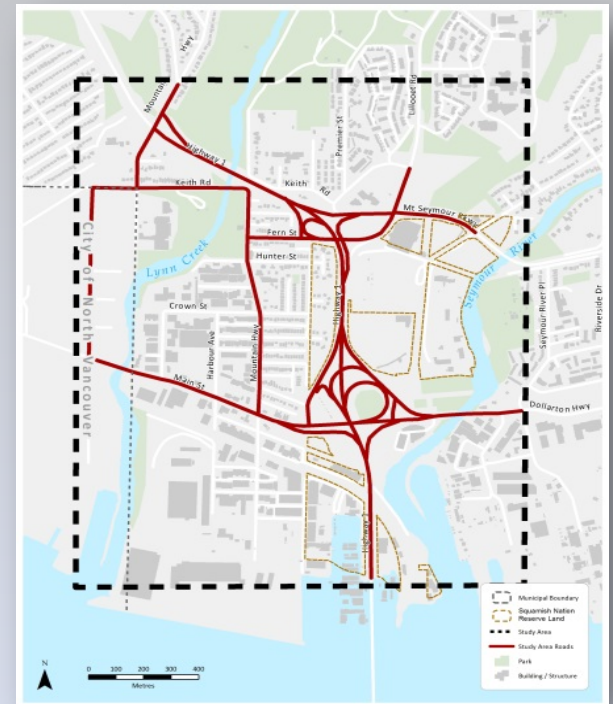 Mountain
Hwy
Lillooet Rd
Premier St
Highway 1
Keith Rd
Keith
Rd
Mt Seymour Pkwy
Fern St
Hunter St
City of North Vancouver
Lynn Creek
Seymour River
Seymour River Pl
Riverside Dr
Crown St
Harbour Ave
Mountain Hwy
Highway 1
Main St
Dollarton Hwy
Highway 1
N
0 100 200 300 400
Metres
Municipal Boundary
Squamish Nation
Reserve Land
Study Area
Study Area Roads
Park
Building / Structure